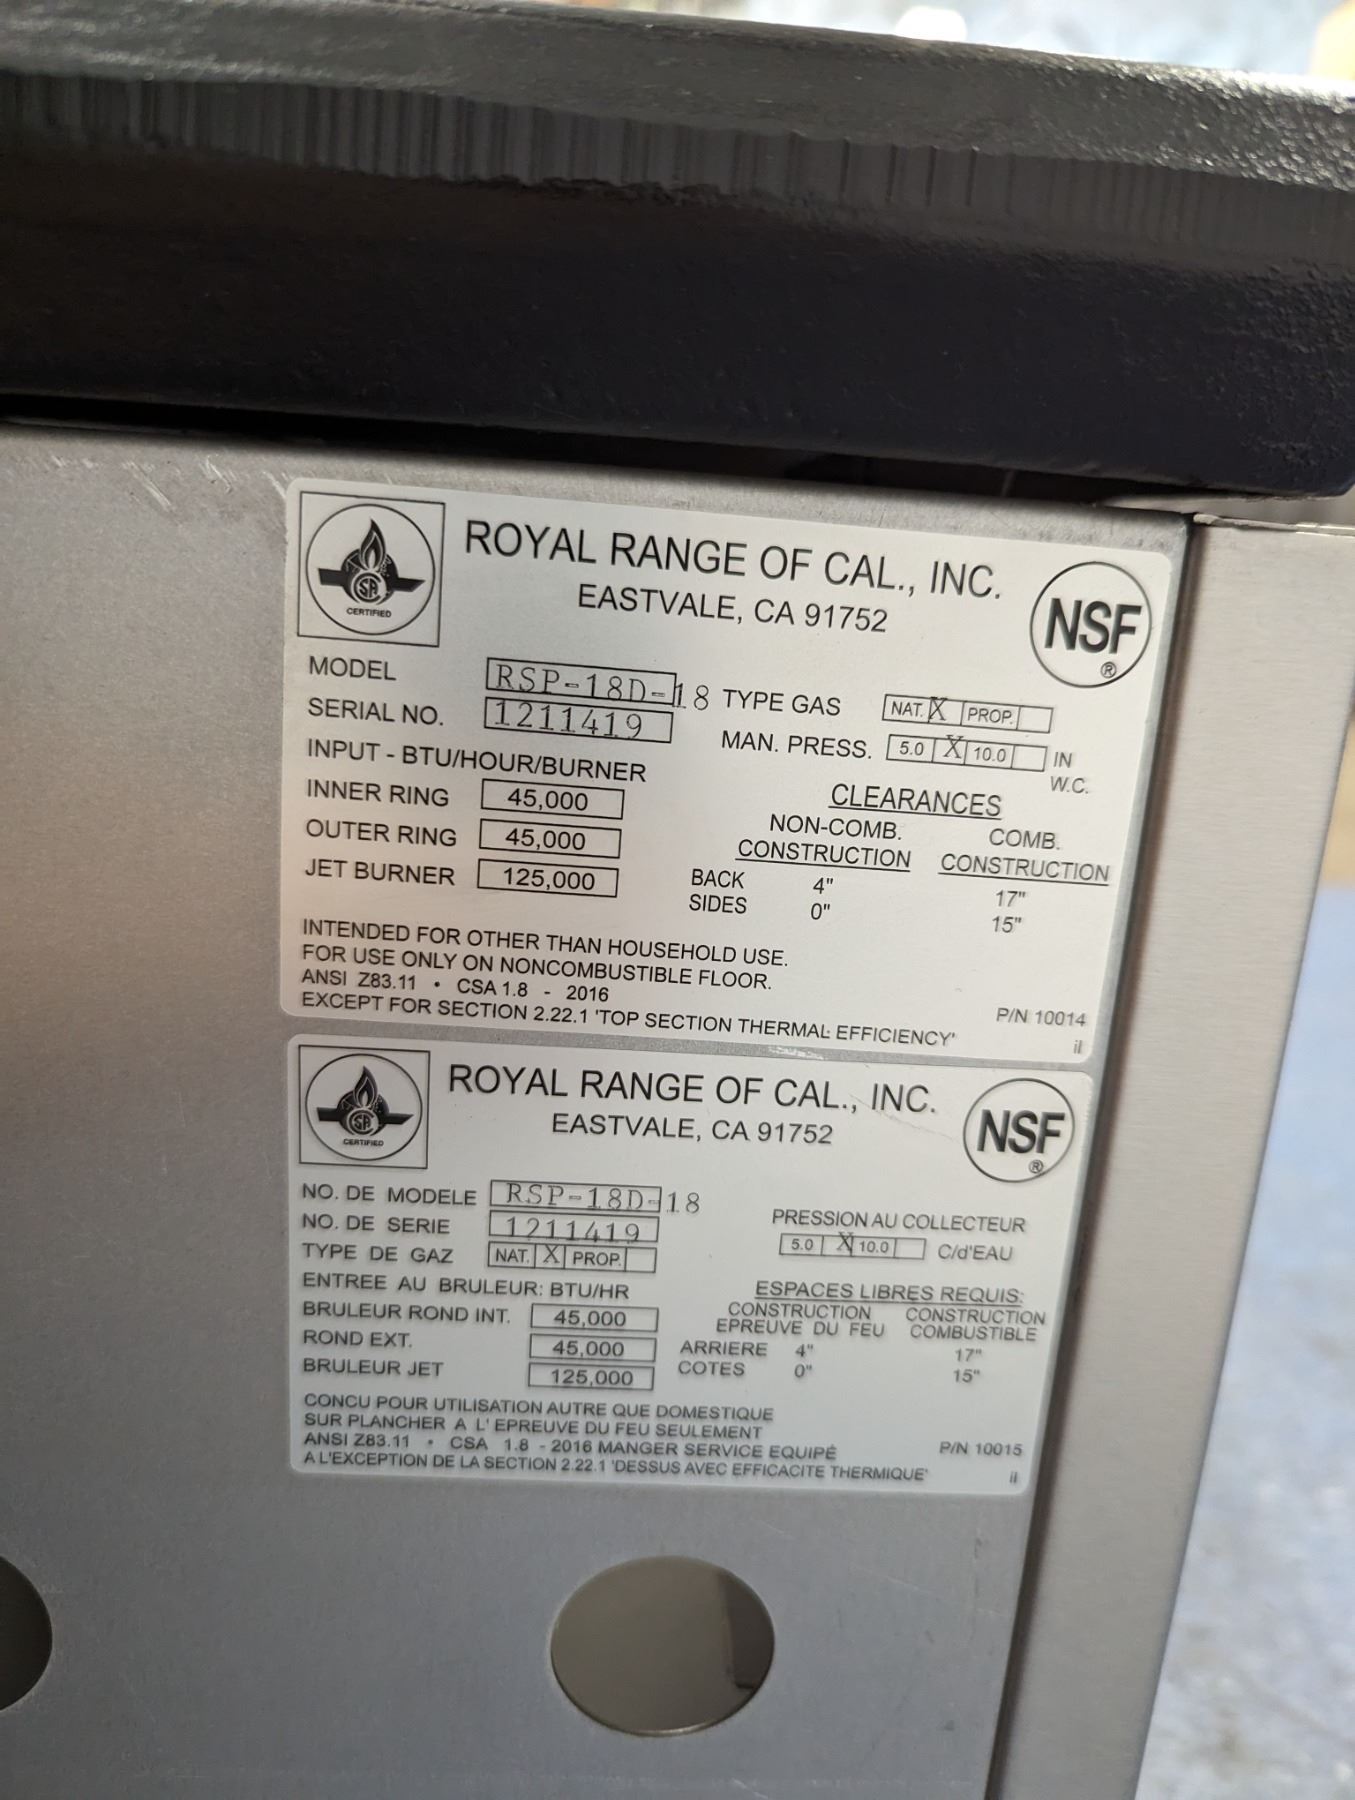 ROYAL RANGE OF CAL., INC.
EASTVALE, CA 91752
CSA
CERTIFIED
NSF
®
MODEL RSP-18D-18
SERIAL NO. 1211419
TYPE GAS NAT. X PROP.
MAN. PRESS. 5.0 X 10.0 IN W.C.
INPUT - BTU/HOUR/BURNER
INNER RING 45,000
OUTER RING 45,000
JET BURNER 125,000
CLEARANCES
NON-COMB. CONSTRUCTION COMB. CONSTRUCTION
BACK 4" 17"
SIDES 0" 15"
INTENDED FOR OTHER THAN HOUSEHOLD USE.
FOR USE ONLY ON NONCOMBUSTIBLE FLOOR.
ANSI Z83.11 • CSA 1.8 - 2016
EXCEPT FOR SECTION 2.22.1 'TOP SECTION THERMAL EFFICIENCY'
P/N 10014
il
ROYAL RANGE OF CAL., INC.
EASTVALE, CA 91752
CSA
CERTIFIED
NSF
®
NO. DE MODELE RSP-18D-18
NO. DE SERIE 1211419
TYPE DE GAZ NAT. X PROP.
PRESSION AU COLLECTEUR
5.0 X 10.0 C/d'EAU
ENTREE AU BRULEUR: BTU/HR
BRULEUR ROND INT. 45,000
ROND EXT. 45,000
BRULEUR JET 125,000
ESPACES LIBRES REQUIS:
CONSTRUCTION CONSTRUCTION
EPREUVE DU FEU COMBUSTIBLE
ARRIERE 4" 17"
COTES 0" 15"
CONCU POUR UTILISATION AUTRE QUE DOMESTIQUE
SUR PLANCHER A L' EPREUVE DU FEU SEULEMENT
ANSI Z83.11 • CSA 1.8 - 2016 MANGER SERVICE EQUIPÉ
A L'EXCEPTION DE LA SECTION 2.22.1 'DESSUS AVEC EFFICACITE THERMIQUE'
P/N 10015
il